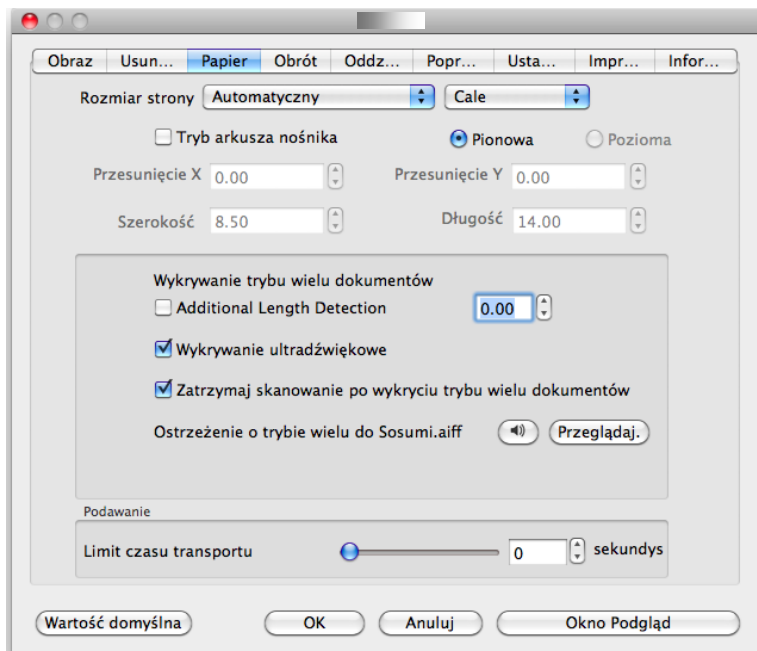 Obraz Usun... Papier Obrót Oddz... Popr... Usta... Impr... Infor...
Rozmiar strony Automatyczny Cale
Tryb arkusza nośnika Pionowa Pozioma
Przesunięcie X 0.00 Przesunięcie Y 0.00
Szerokość 8.50 Długość 14.00
Wykrywanie trybu wielu dokumentów
Additional Length Detection 0.00
Wykrywanie ultradźwiękowe
Zatrzymaj skanowanie po wykryciu trybu wielu dokumentów
Ostrzeżenie o trybie wielu do Sosumi.aiff Przeglądaj.
Podawanie
Limit czasu transportu 0 sekundys
Wartość domyślna OK Anuluj Okno Podgląd